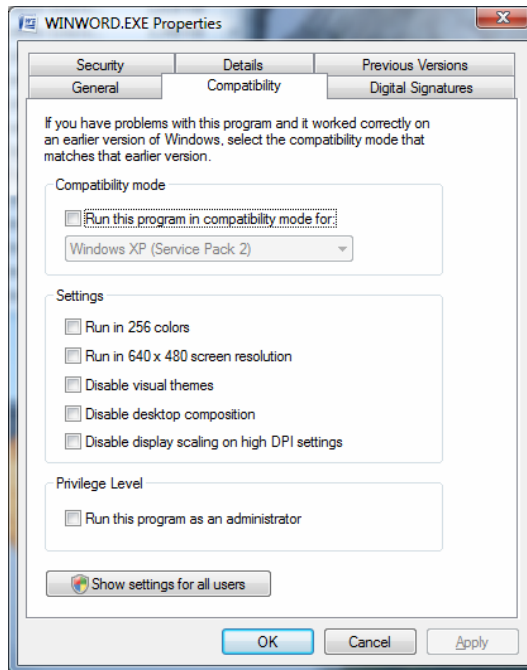 WINWORD.EXE Properties
Security
Details
Previous Versions
General
Compatibility
Digital Signatures
If you have problems with this program and it worked correctly on
an earlier version of Windows, select the compatibility mode that
matches that earlier version.
Compatibility mode
Run this program in compatibility mode for:
Windows XP (Service Pack 2)
Settings
Run in 256 colors
Run in 640 x 480 screen resolution
Disable visual themes
Disable desktop composition
Disable display scaling on high DPI settings
Privilege Level
Run this program as an administrator
Show settings for all users
OK
Cancel
Apply